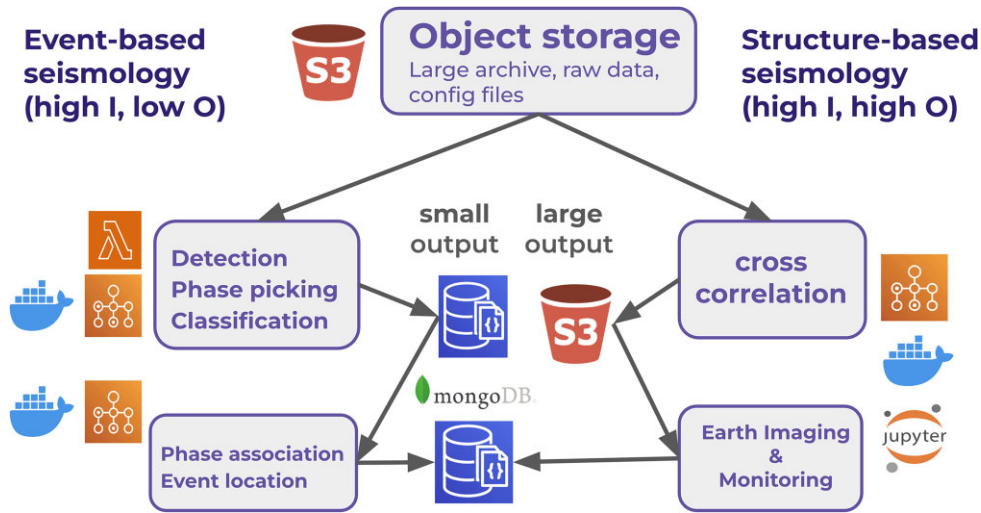 Event-based
seismology
(high I, low O)
S3
Object storage
Large archive, raw data,
config files
Structure-based
seismology
(high I, high O)
small
output
large
output
λ
Detection
Phase picking
Classification
{}
S3
cross
correlation
mongoDB.
Phase association
Event location
{}
Earth Imaging
&
Monitoring
jupyter